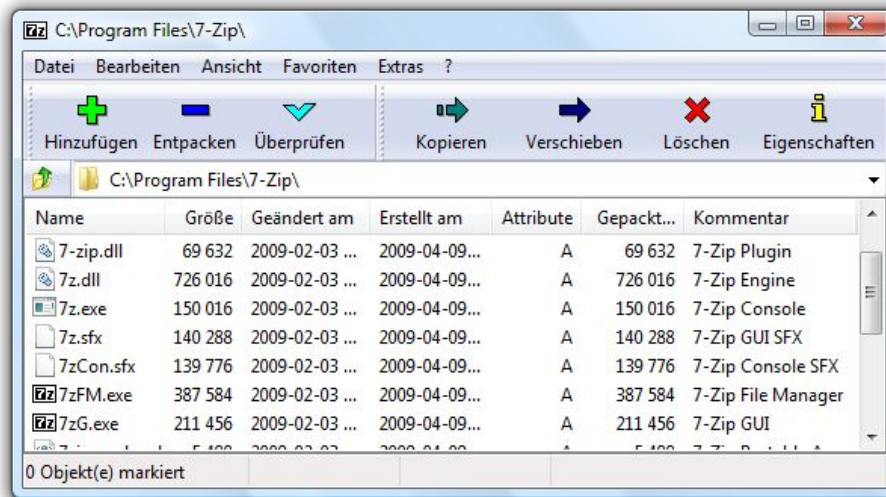 7z C:\Program Files\7-Zip\
Datei Bearbeiten Ansicht Favoriten Extras ?
Hinzufügen Entpacken Überprüfen Kopieren Verschieben Löschen Eigenschaften
C:\Program Files\7-Zip\
Name Größe Geändert am Erstellt am Attribute Gepackt... Kommentar
7-zip.dll 69 632 2009-02-03 ... 2009-04-09... A 69 632 7-Zip Plugin
7z.dll 726 016 2009-02-03 ... 2009-04-09... A 726 016 7-Zip Engine
7z.exe 150 016 2009-02-03 ... 2009-04-09... A 150 016 7-Zip Console
7z.sfx 140 288 2009-02-03 ... 2009-04-09... A 140 288 7-Zip GUI SFX
7zCon.sfx 139 776 2009-02-03 ... 2009-04-09... A 139 776 7-Zip Console SFX
7z 7zFM.exe 387 584 2009-02-03 ... 2009-04-09... A 387 584 7-Zip File Manager
7z 7zG.exe 211 456 2009-02-03 ... 2009-04-09... A 211 456 7-Zip GUI
0 Objekt(e) markiert